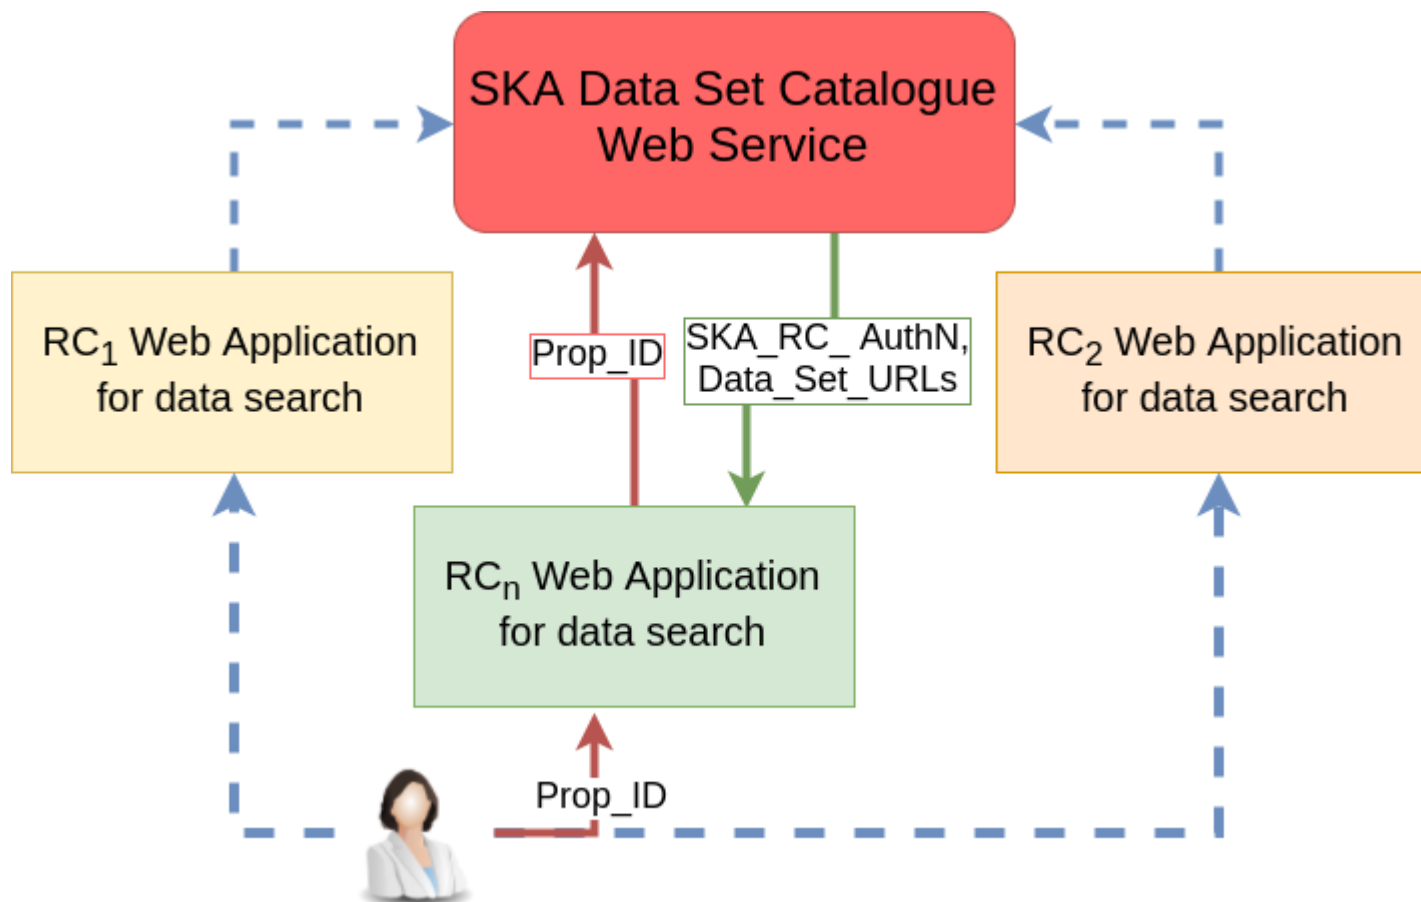 SKA Data Set Catalogue
Web Service
RC₁ Web Application
for data search
Prop_ID
SKA_RC_ AuthN,
Data_Set_URLs
RC₂ Web Application
for data search
RCₙ Web Application
for data search
Prop_ID